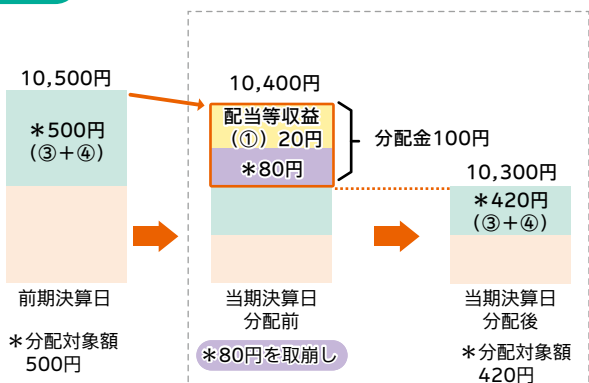 10,500円
＊500円
(③＋④)
前期決算日
＊分配対象額
500円
10,400円
配当等収益
(①) 20円
＊80円
分配金100円
当期決算日
分配前
＊80円を取崩し
10,300円
＊420円
(③＋④)
当期決算日
分配後
＊分配対象額
420円